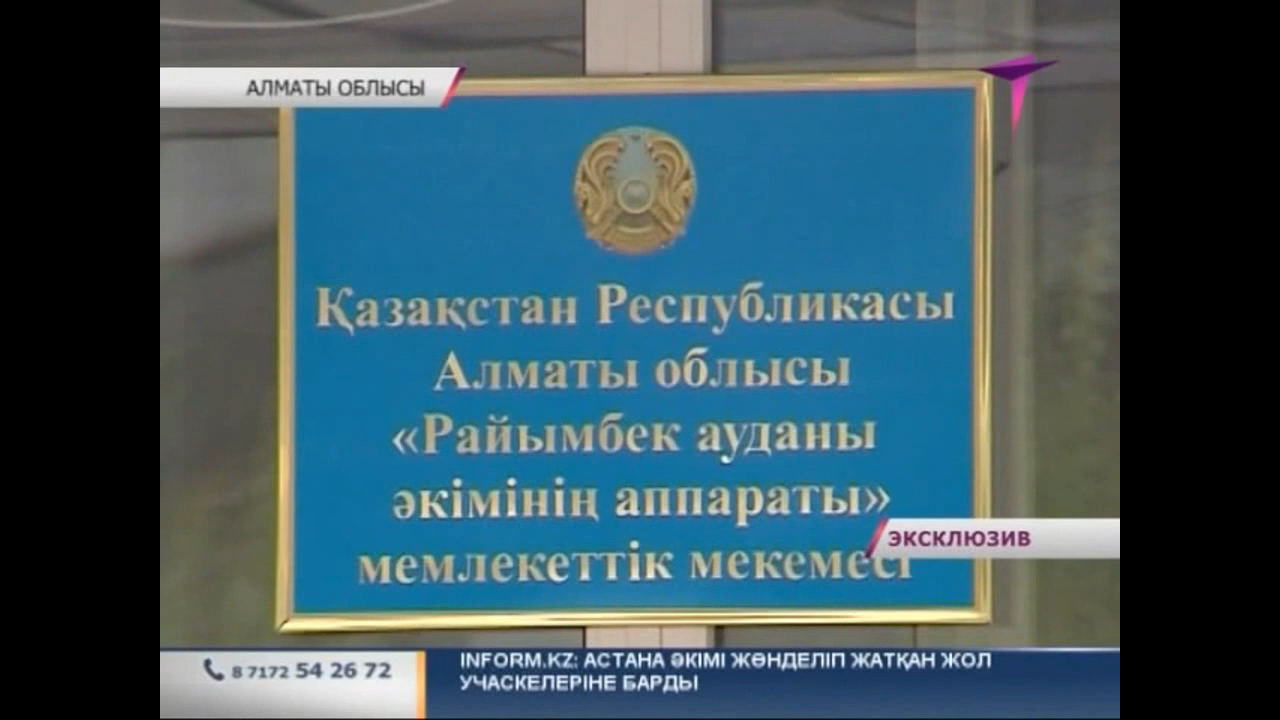 АЛМАТЫ ОБЛЫСЫ
Қазақстан Республикасы
Алматы облысы
«Райымбек ауданы
әкімінің аппараты»
мемлекеттік мекемесі
ЭКСКЛЮЗИВ
8 7172 54 26 72
INFORM.KZ: АСТАНА ӘКІМІ ЖӨНДЕЛІП ЖАТҚАН ЖОЛ
УЧАСКЕЛЕРІНЕ БАРДЫ